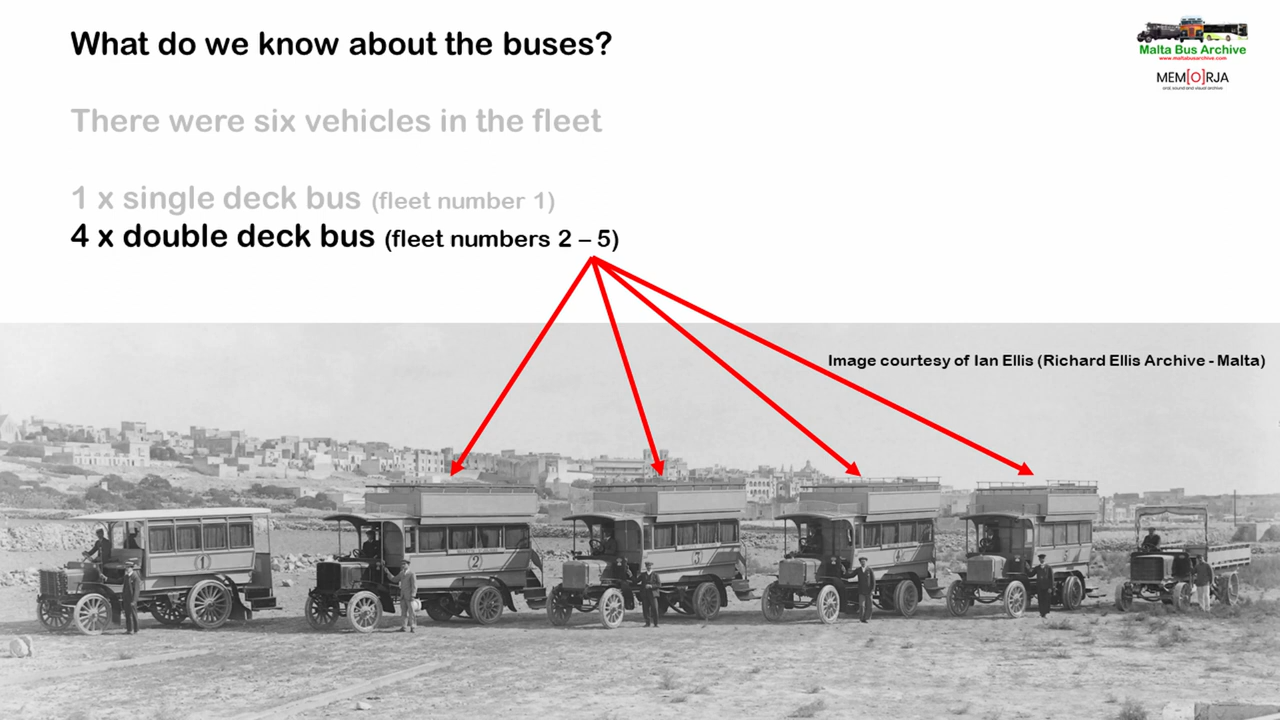 What do we know about the buses?
Malta Bus Archive
www.maltabusarchive.com
MEM[O]RJA
oral, sound and visual archive
There were six vehicles in the fleet
1 x single deck bus (fleet number 1)
4 x double deck bus (fleet numbers 2 – 5)
Image courtesy of Ian Ellis (Richard Ellis Archive - Malta)
1
2
3
4
5